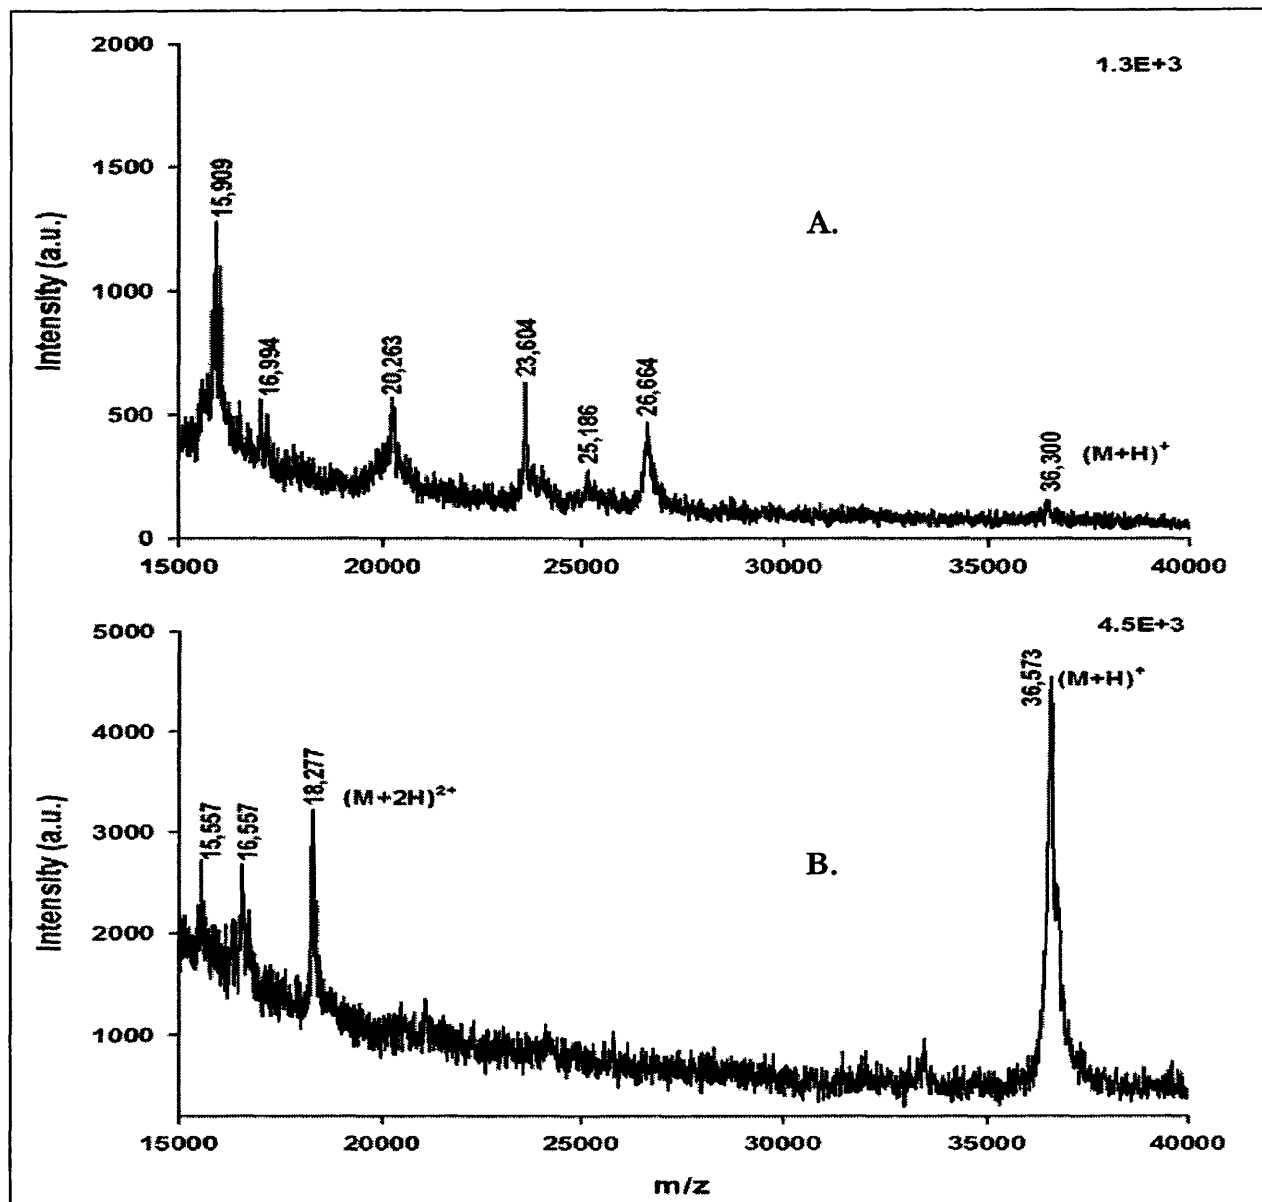 2000
1.3E+3
1500
1000
500
0
Intensity (a.u.)
15,909
16,994
20,263
23,604
25,186
26,664
36,300
(M+H)⁺
A.
15000 20000 25000 30000 35000 40000
5000
4.5E+3
4000
3000
2000
1000
Intensity (a.u.)
15,557
16,557
18,277
(M+2H)²⁺
36,573
(M+H)⁺
B.
15000 20000 25000 30000 35000 40000
m/z